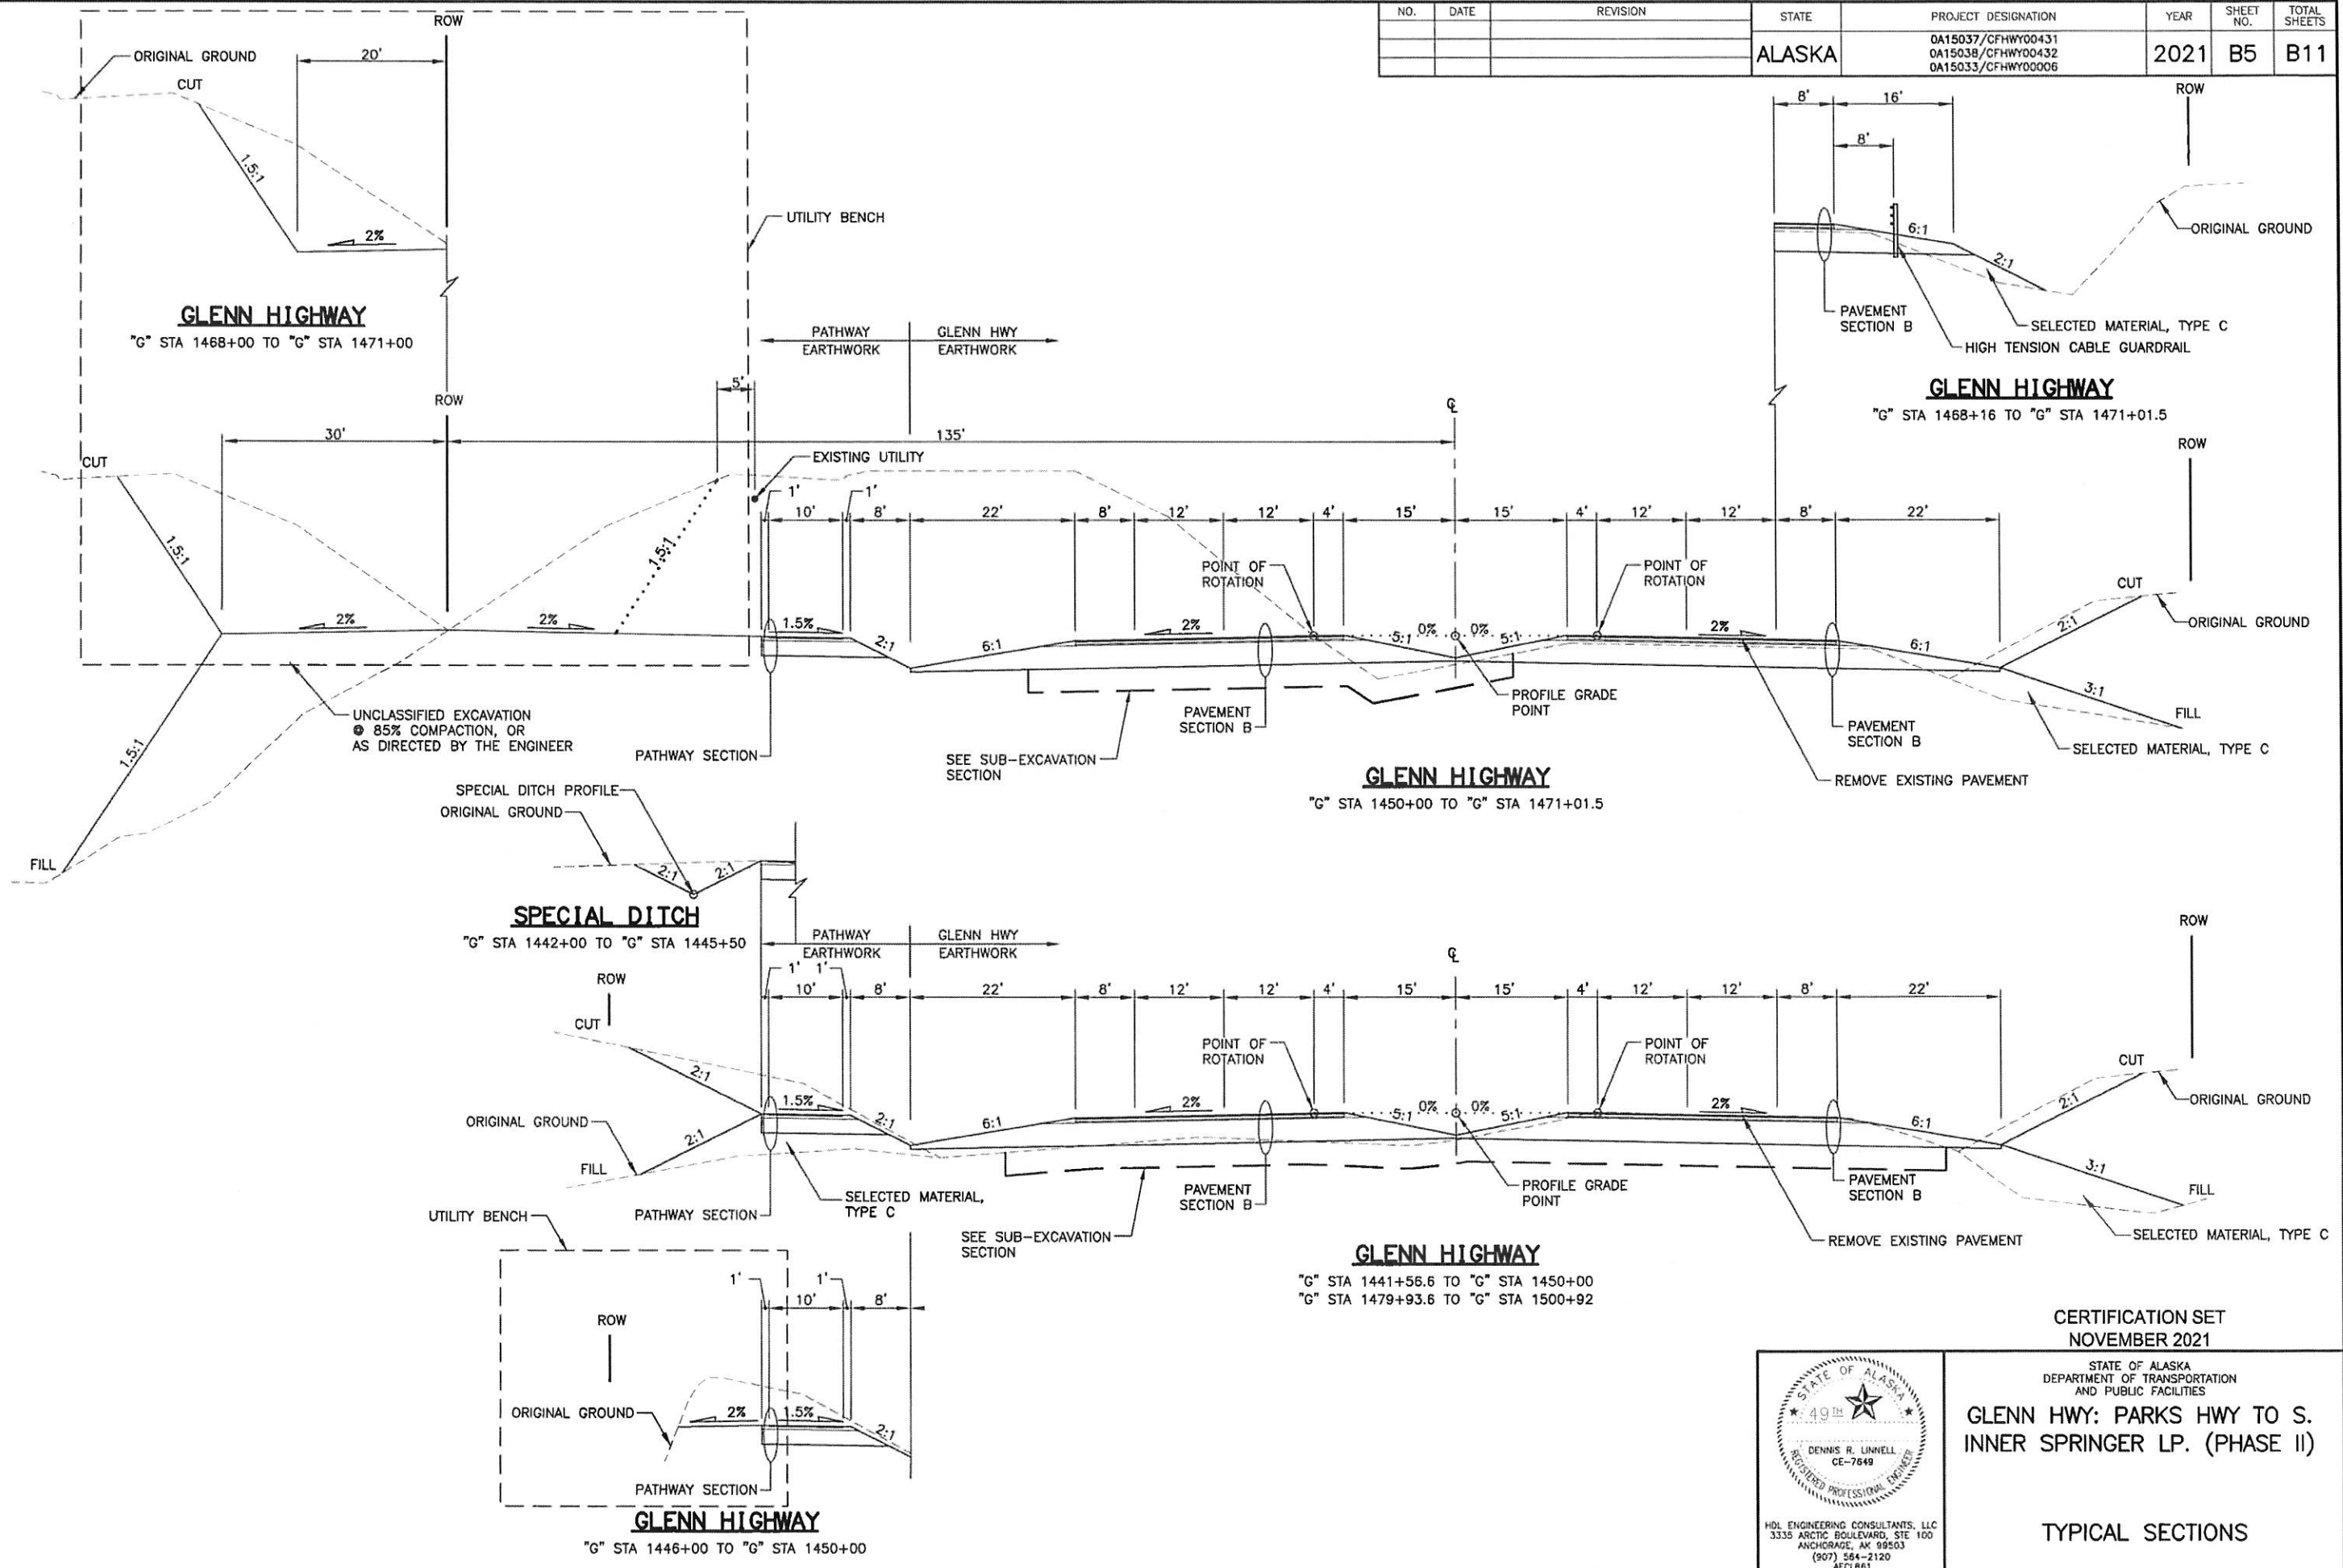 NO. DATE REVISION STATE PROJECT DESIGNATION YEAR SHEET NO. TOTAL SHEETS
ALASKA
0A15037/CFHWY00431
0A15038/CFHWY00432
0A15033/CFHWY00006
2021 B5 B11
ROW
ORIGINAL GROUND
20'
CUT
1.5:1
2%
UTILITY BENCH
GLENN HIGHWAY
"G" STA 1468+00 TO "G" STA 1471+00
8' 16'
8'
ROW
6:1
2:1
ORIGINAL GROUND
PAVEMENT
SECTION B
SELECTED MATERIAL, TYPE C
HIGH TENSION CABLE GUARDRAIL
GLENN HIGHWAY
"G" STA 1468+16 TO "G" STA 1471+01.5
PATHWAY
EARTHWORK
GLENN HWY
EARTHWORK
5'
ROW
℄
30'
135'
ROW
CUT
EXISTING UTILITY
1' 1'
10' 8' 22' 8' 12' 12' 4' 15' 15' 4' 12' 12' 8' 22'
1.5:1
1.5:1
POINT OF
ROTATION
POINT OF
ROTATION
CUT
2% 2% 1.5% 2:1 6:1 2% 5:1 0% 0% 5:1 2% 6:1 2:1
ORIGINAL GROUND
3:1
FILL
UNCLASSIFIED EXCAVATION
@ 85% COMPACTION, OR
AS DIRECTED BY THE ENGINEER
1.5:1
PATHWAY SECTION
SEE SUB-EXCAVATION
SECTION
PAVEMENT
SECTION B
PROFILE GRADE
POINT
PAVEMENT
SECTION B
SELECTED MATERIAL, TYPE C
REMOVE EXISTING PAVEMENT
GLENN HIGHWAY
"G" STA 1450+00 TO "G" STA 1471+01.5
FILL
SPECIAL DITCH PROFILE
ORIGINAL GROUND
2:1 2:1
SPECIAL DITCH
"G" STA 1442+00 TO "G" STA 1445+50
PATHWAY
EARTHWORK
GLENN HWY
EARTHWORK
ROW
℄
ROW
1' 1'
10' 8' 22' 8' 12' 12' 4' 15' 15' 4' 12' 12' 8' 22'
CUT
POINT OF
ROTATION
POINT OF
ROTATION
CUT
2:1
1.5% 2:1 6:1 2% 5:1 0% 0% 5:1 2% 6:1 2:1
ORIGINAL GROUND
ORIGINAL GROUND
2:1
FILL
3:1
FILL
SELECTED MATERIAL,
TYPE C
PATHWAY SECTION
SEE SUB-EXCAVATION
SECTION
PAVEMENT
SECTION B
PROFILE GRADE
POINT
PAVEMENT
SECTION B
SELECTED MATERIAL, TYPE C
REMOVE EXISTING PAVEMENT
GLENN HIGHWAY
"G" STA 1441+56.6 TO "G" STA 1450+00
"G" STA 1479+93.6 TO "G" STA 1500+92
UTILITY BENCH
1' 1'
10' 8'
ROW
ORIGINAL GROUND
2% 1.5% 2:1
PATHWAY SECTION
GLENN HIGHWAY
"G" STA 1446+00 TO "G" STA 1450+00
CERTIFICATION SET
NOVEMBER 2021
STATE OF ALASKA
49TH
DENNIS R. LINNELL
CE-7649
REGISTERED PROFESSIONAL ENGINEER
HDL ENGINEERING CONSULTANTS, LLC
3335 ARCTIC BOULEVARD, STE 100
ANCHORAGE, AK 99503
(907) 564-2120
AECL861
STATE OF ALASKA
DEPARTMENT OF TRANSPORTATION
AND PUBLIC FACILITIES
GLENN HWY: PARKS HWY TO S.
INNER SPRINGER LP. (PHASE II)
TYPICAL SECTIONS